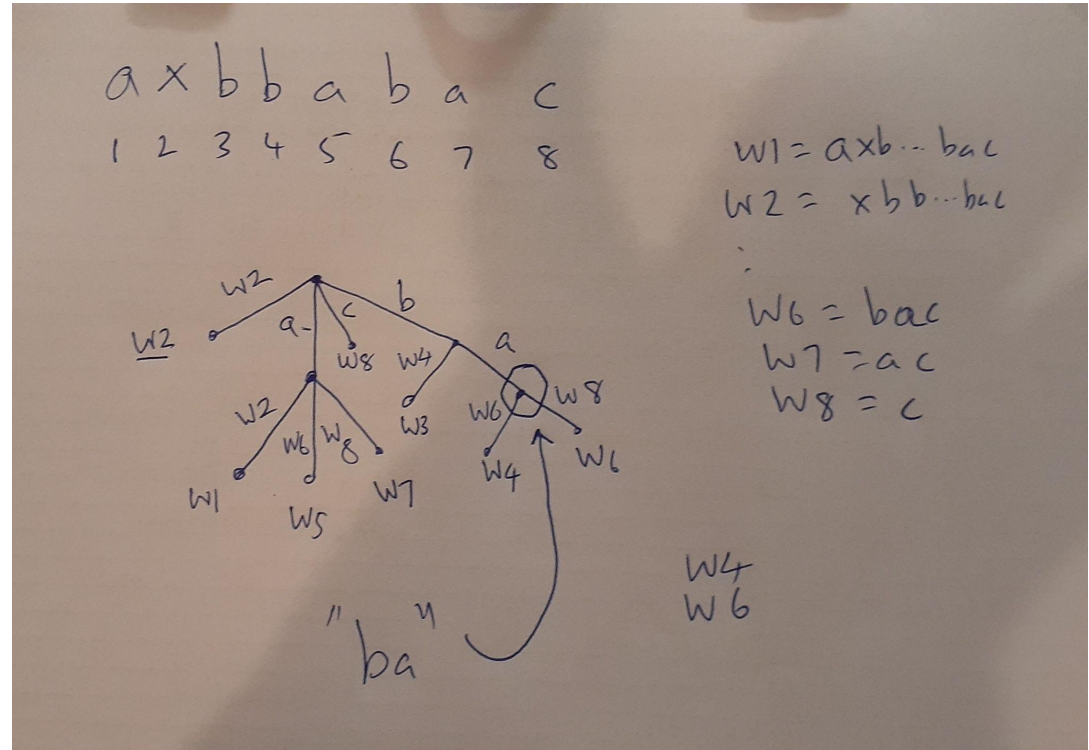 a x b b a b a c
1 2 3 4 5 6 7 8
W1 = axb...bac
W2 = xbb...bac
:
W6 = bac
W7 = ac
W8 = c
W2
a
c
b
W2
W8
W4
a
W2
W6
W8
W3
W6
W8
W1
W5
W7
W4
W6
W4
W6
"ba"